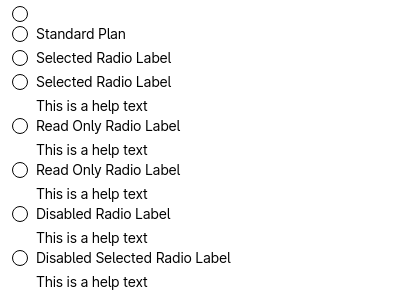 Standard Plan
Selected Radio Label
Selected Radio Label
This is a help text
Read Only Radio Label
This is a help text
Read Only Radio Label
This is a help text
Disabled Radio Label
This is a help text
Disabled Selected Radio Label
This is a help text